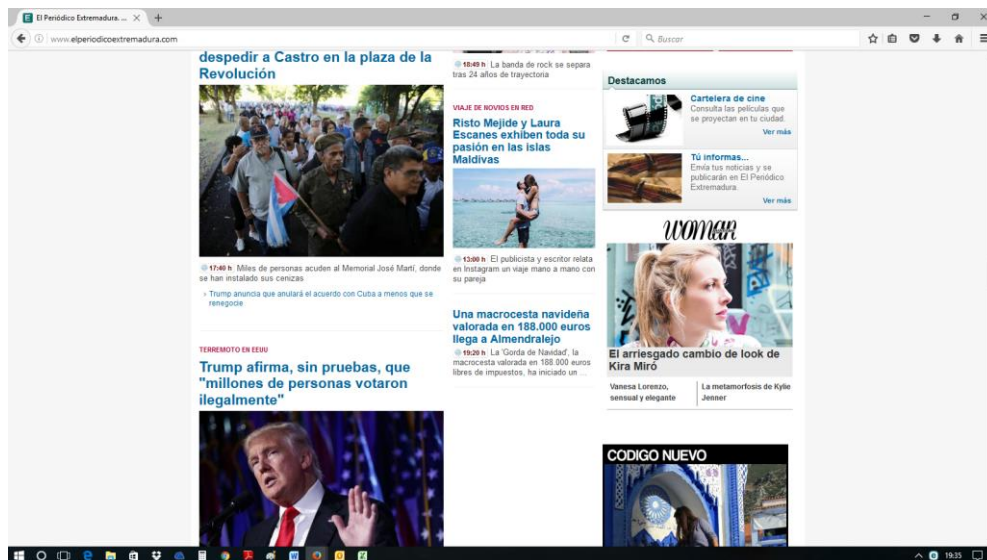 El Periódico Extremadura. ...
www.elperiodicoextremadura.com
Buscar
despedir a Castro en la plaza de la
Revolución
17:40 h Miles de personas acuden al Memorial José Martí, donde
se han instalado sus cenizas
› Trump anuncia que anulará el acuerdo con Cuba a menos que se
renegocie
TERREMOTO EN EEUU
Trump afirma, sin pruebas, que
"millones de personas votaron
ilegalmente"
18:49 h La banda de rock se separa
tras 24 años de trayectoria
VIAJE DE NOVIOS EN RED
Risto Mejide y Laura
Escanes exhiben toda su
pasión en las islas
Maldivas
13:00 h El publicista y escritor relata
en Instagram un viaje mano a mano con
su pareja
Una macrocesta navideña
valorada en 188.000 euros
llega a Almendralejo
19:20 h La 'Gorda de Navidad', la
macrocesta valorada en 188.000 euros
libres de impuestos, ha iniciado un ...
Destacamos
Cartelera de cine
Consulta las películas que
se proyectan en tu ciudad.
Ver más
Tú informas...
Envía tus noticias y se
publicarán en El Periódico
Extremadura.
Ver más
woman
El arriesgado cambio de look de
Kira Miró
Vanesa Lorenzo,
sensual y elegante
La metamorfosis de Kylie
Jenner
CODIGO NUEVO
19:35